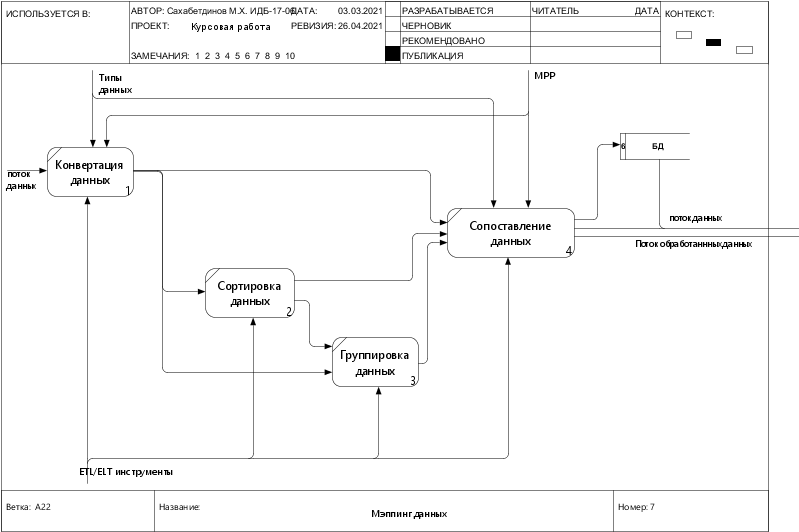 ИСПОЛЬЗУЕТСЯ В:
АВТОР: Сахабетдинов М.Х. ИДБ-17-06
ДАТА: 03.03.2021
ПРОЕКТ: Курсовая работа
РЕВИЗИЯ: 26.04.2021
ЗАМЕЧАНИЯ: 1 2 3 4 5 6 7 8 9 10
РАЗРАБАТЫВАЕТСЯ
ЧЕРНОВИК
РЕКОМЕНДОВАНО
ПУБЛИКАЦИЯ
ЧИТАТЕЛЬ
ДАТА
КОНТЕКСТ:
Типы
данных
МРР
Конвертация
данных
1
поток
данных
6
БД
Сопоставление
данных
4
поток данных
Поток обработаннных данных
Сортировка
данных
2
Группировка
данных
3
ETL/ELT инструменты
Ветка: A22
Название:
Мэппинг данных
Номер: 7